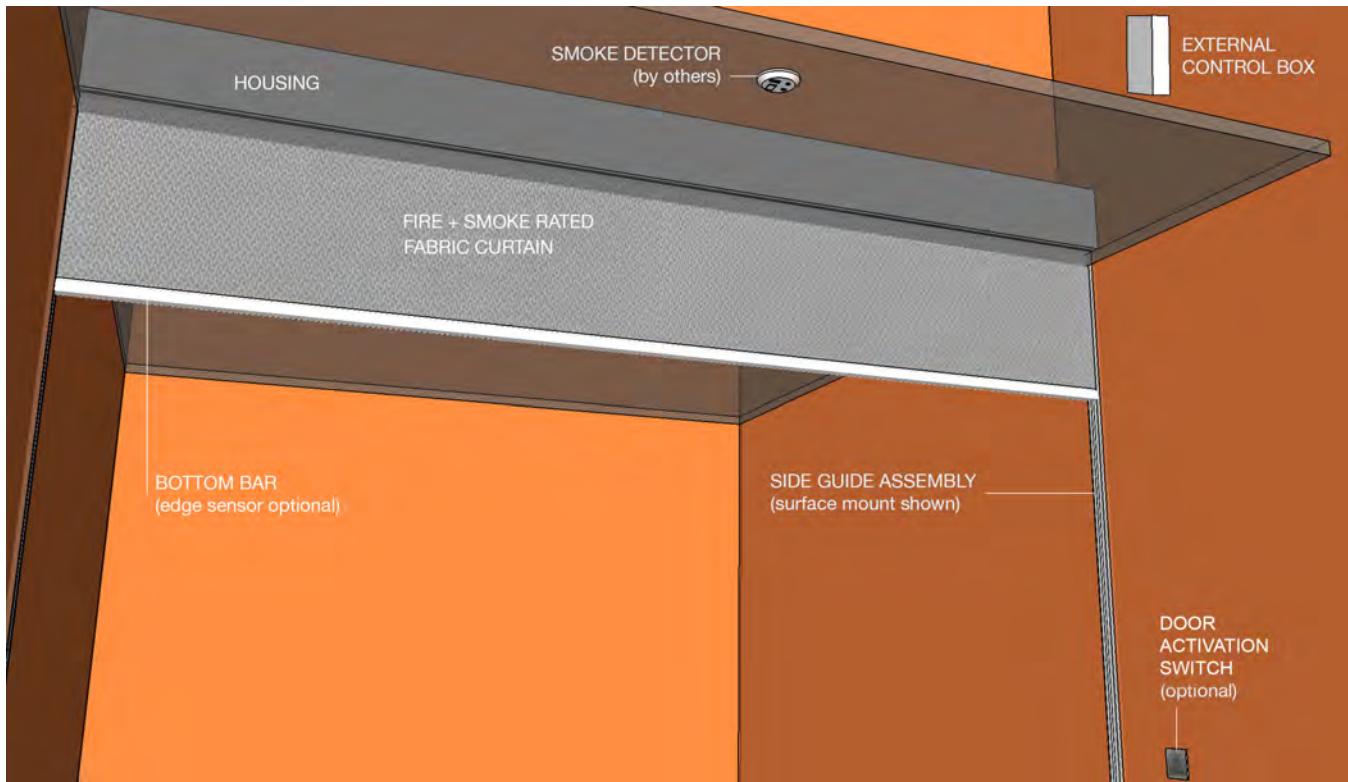 SMOKE DETECTOR
(by others)
EXTERNAL
CONTROL BOX
HOUSING
FIRE + SMOKE RATED
FABRIC CURTAIN
BOTTOM BAR
(edge sensor optional)
SIDE GUIDE ASSEMBLY
(surface mount shown)
DOOR
ACTIVATION
SWITCH
(optional)